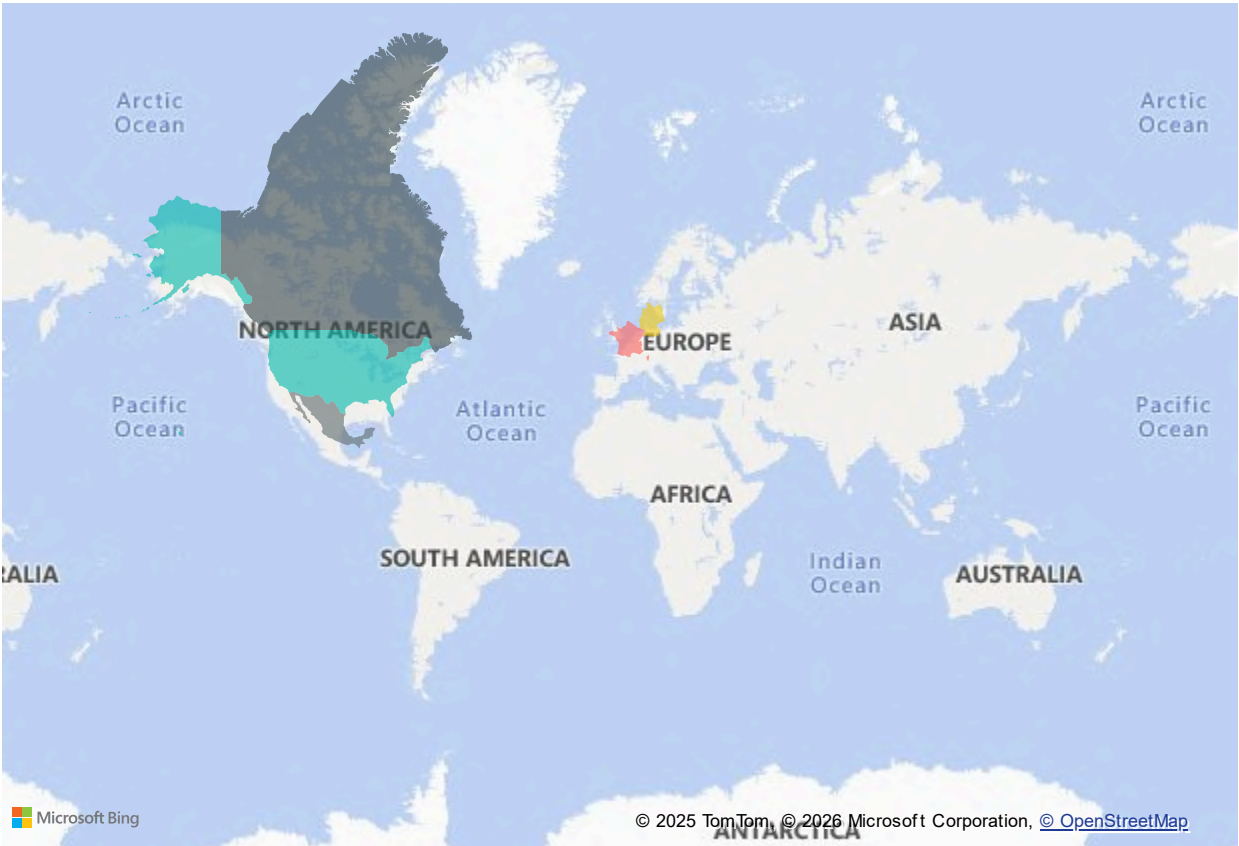 Arctic
Ocean
Arctic
Ocean
NORTH AMERICA
ASIA
EUROPE
Pacific
Ocean
Atlantic
Ocean
Pacific
Ocean
AFRICA
SOUTH AMERICA
Indian
Ocean
RALIA
AUSTRALIA
Microsoft Bing
© 2025 TomTom, © 2026 Microsoft Corporation, © OpenStreetMap
ANTARCTICA